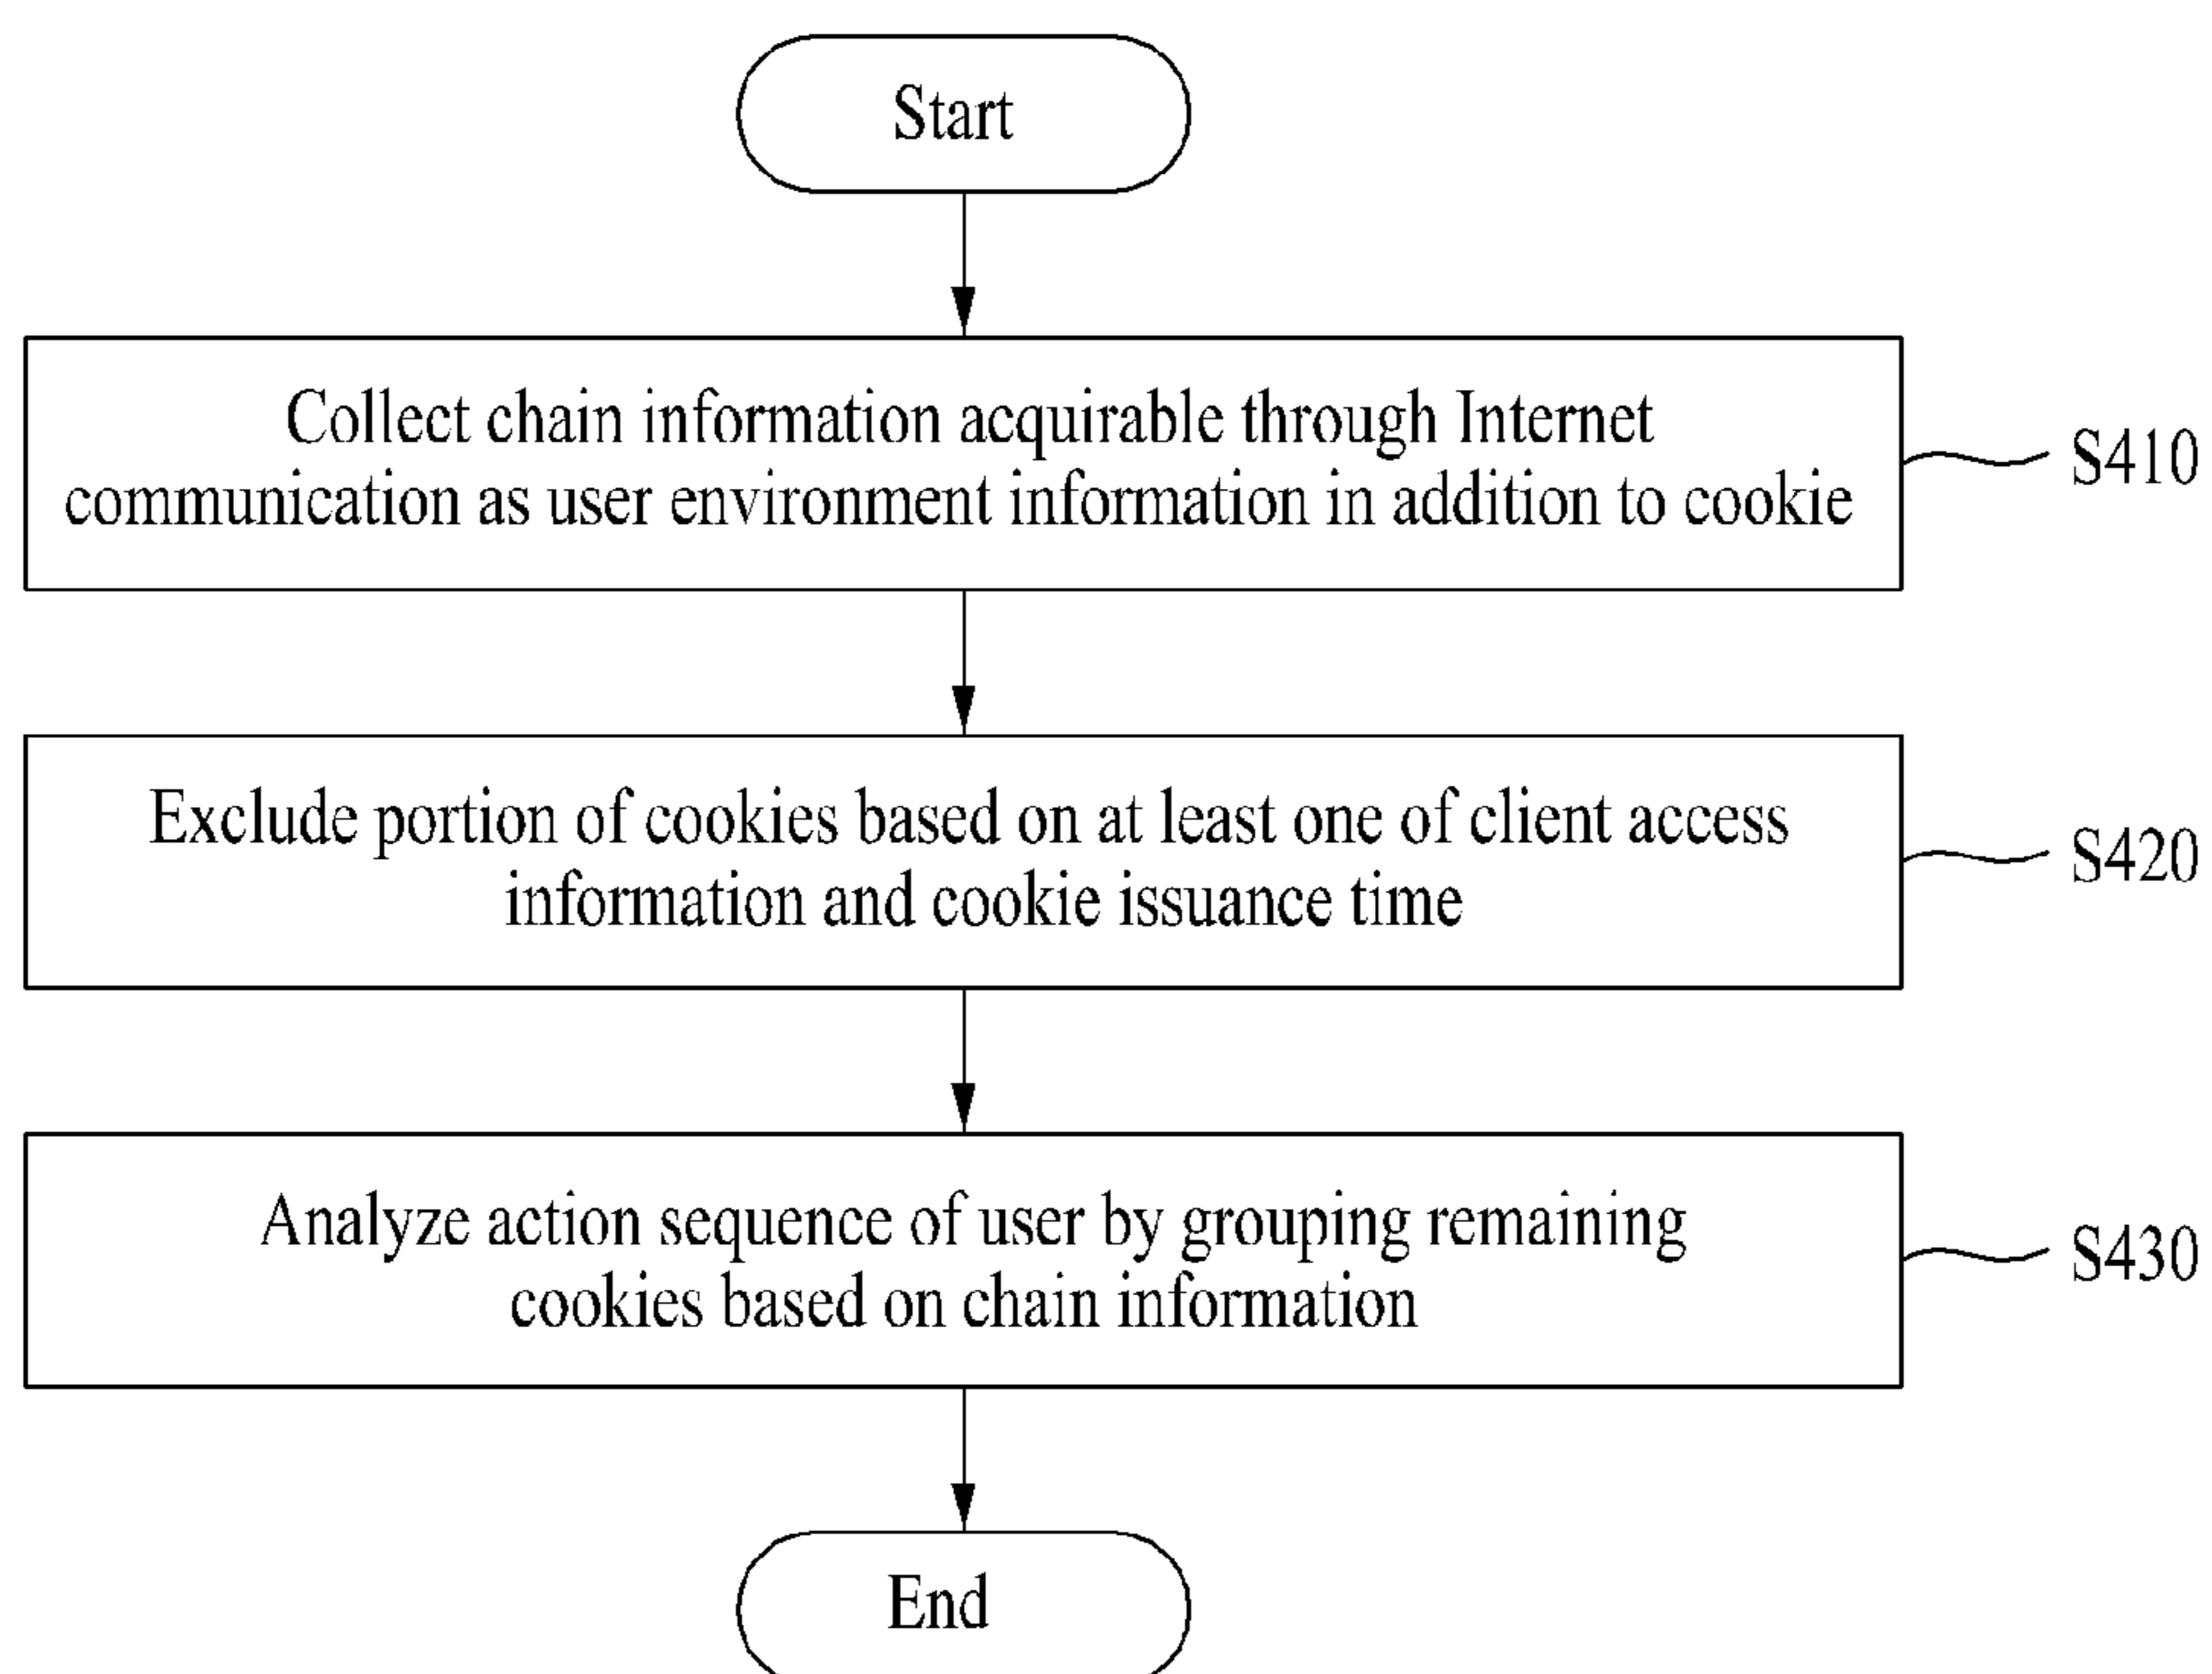 Start
Collect chain information acquirable through Internet
communication as user environment information in addition to cookie
S410
Exclude portion of cookies based on at least one of client access
information and cookie issuance time
S420
Analyze action sequence of user by grouping remaining
cookies based on chain information
S430
End